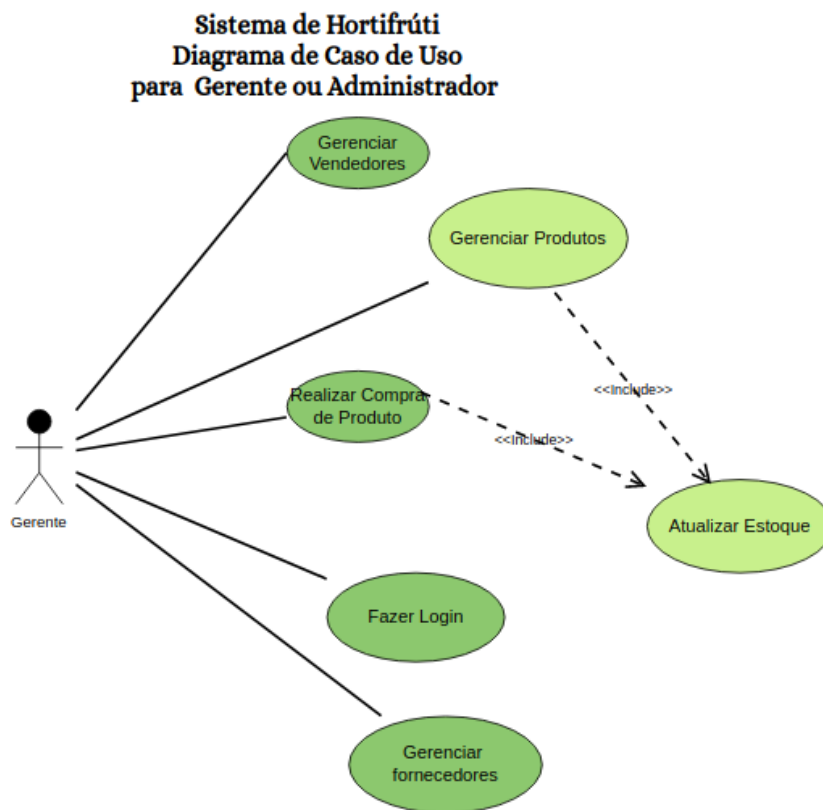 Sistema de Hortifrúti
Diagrama de Caso de Uso
para Gerente ou Administrador
Gerenciar
Vendedores
Gerenciar Produtos
Realizar Compra
de Produto
<<Include>>
<<Include>>
Gerente
Atualizar Estoque
Fazer Login
Gerenciar
fornecedores